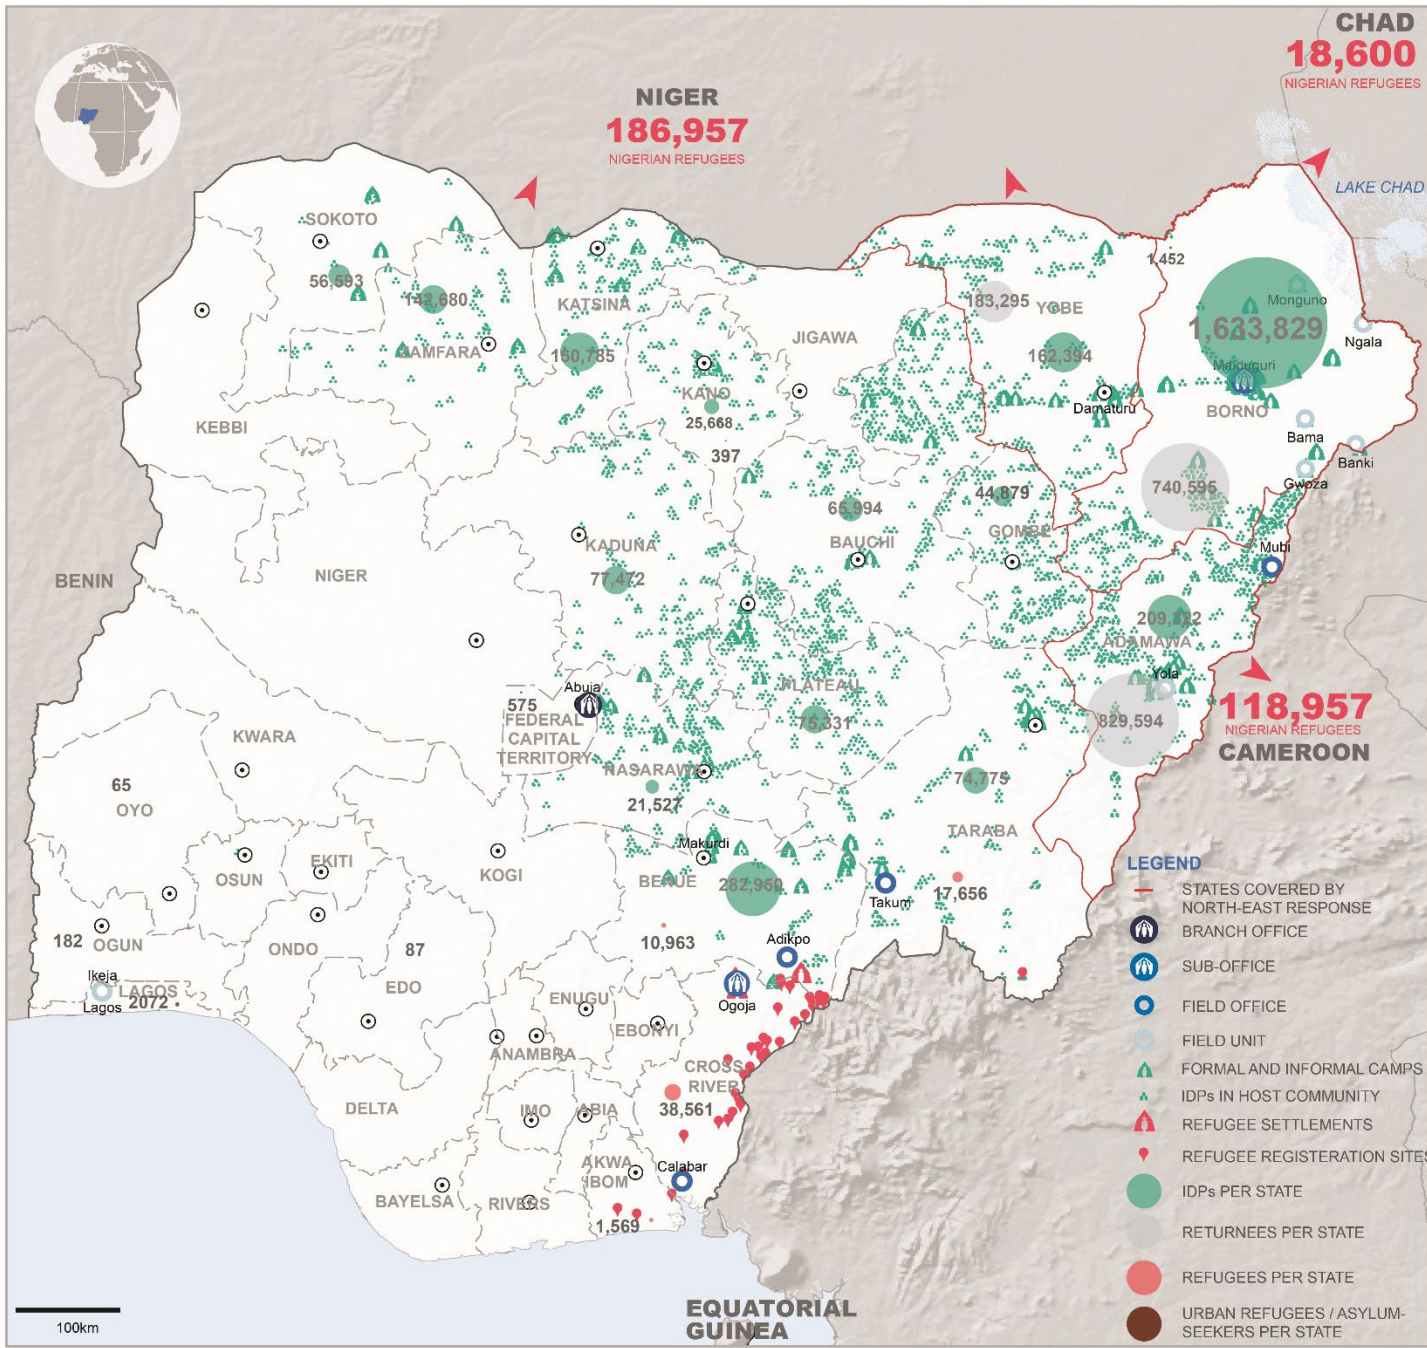 CHAD
18,600
NIGERIAN REFUGEES
NIGER
186,957
NIGERIAN REFUGEES
LAKE CHAD
SOKOTO
56,593
142,680
ZAMFARA
KATSINA
150,785
KEBBI
KANO
25,668
397
JIGAWA
183,295
YOBE
162,394
Damaturu
1,452
Monguno
1,633,829
Maiduguri
BORNO
Ngala
Bama
Banki
Gwoza
740,595
44,879
GOMBE
65,994
BAUCHI
KADUNA
77,472
NIGER
BENIN
Mubi
ADAMAWA
Yola
829,594
118,957
NIGERIAN REFUGEES
CAMEROON
PLATEAU
75,331
Abuja
575
FEDERAL
CAPITAL
TERRITORY
NASARAWA
21,527
KWARA
65
OYO
74,775
TARABA
17,656
Takum
Makurdi
BENUE
282,950
10,963
Adikpo
Ogoja
KOGI
EKITI
OSUN
ONDO
182
OGUN
Ikeja
LAGOS
Lagos
2072
87
EDO
ENUGU
EBONYI
ANAMBRA
CROSS
RIVER
38,561
DELTA
IMO
ABIA
AKWA
IBOM
Calabar
BAYELSA
RIVERS
1,569
EQUATORIAL
GUINEA
100km
LEGEND
STATES COVERED BY
NORTH-EAST RESPONSE
BRANCH OFFICE
SUB-OFFICE
FIELD OFFICE
FIELD UNIT
FORMAL AND INFORMAL CAMPS
IDPs IN HOST COMMUNITY
REFUGEE SETTLEMENTS
REFUGEE REGISTERATION SITES
IDPs PER STATE
RETURNEES PER STATE
REFUGEES PER STATE
URBAN REFUGEES / ASYLUM-
SEEKERS PER STATE